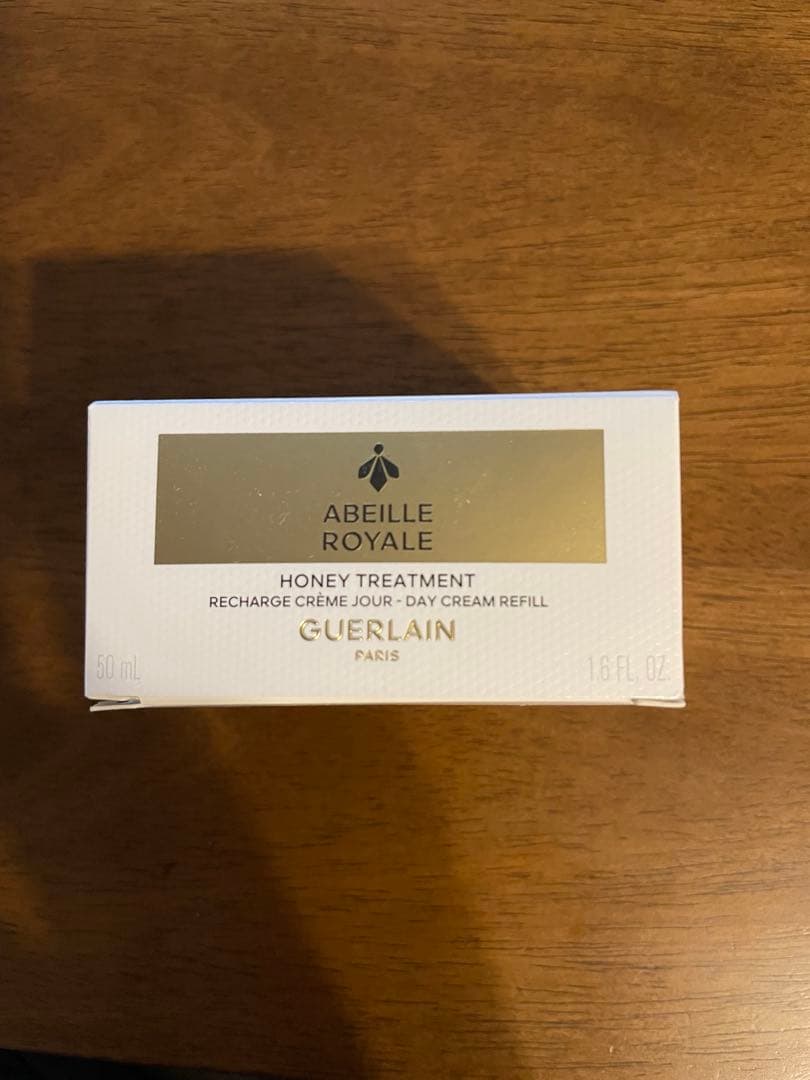 ABEILLE
ROYALE
HONEY TREATMENT
RECHARGE CRÈME JOUR - DAY CREAM REFILL
GUERLAIN
PARIS
50 mL
1.6 FL. OZ.